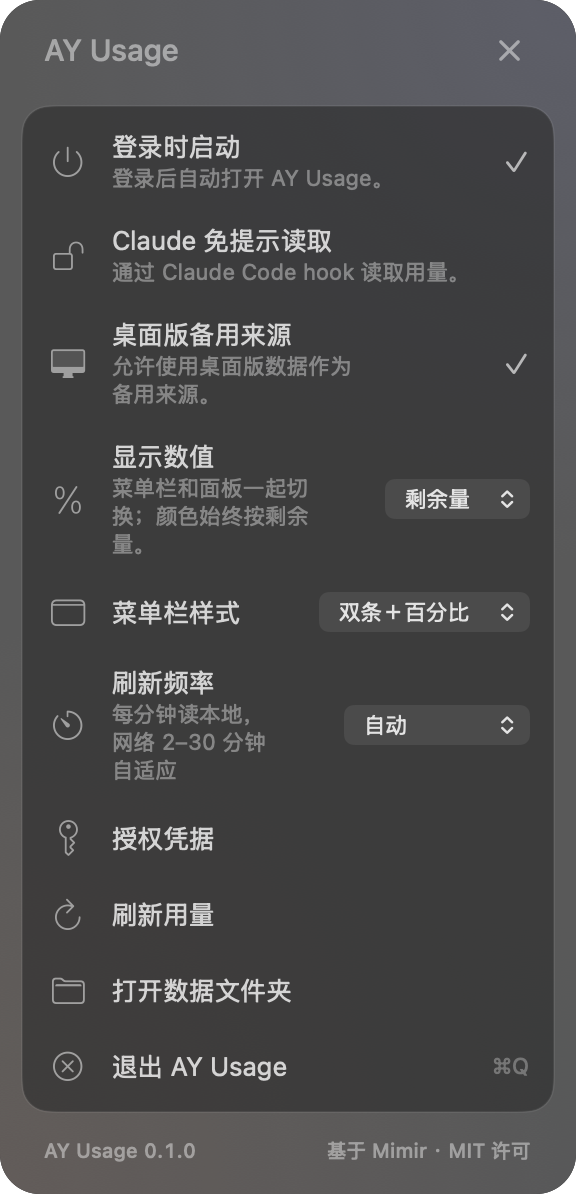 AY Usage
登录时启动
登录后自动打开 AY Usage。
Claude 免提示读取
通过 Claude Code hook 读取用量。
桌面版备用来源
允许使用桌面版数据作为
备用来源。
显示数值
菜单栏和面板一起切
换；颜色始终按剩余
量。
剩余量
菜单栏样式
双条＋百分比
刷新频率
每分钟读本地，
网络 2–30 分钟
自适应
自动
授权凭据
刷新用量
打开数据文件夹
退出 AY Usage
⌘Q
AY Usage 0.1.0
基于 Mimir · MIT 许可